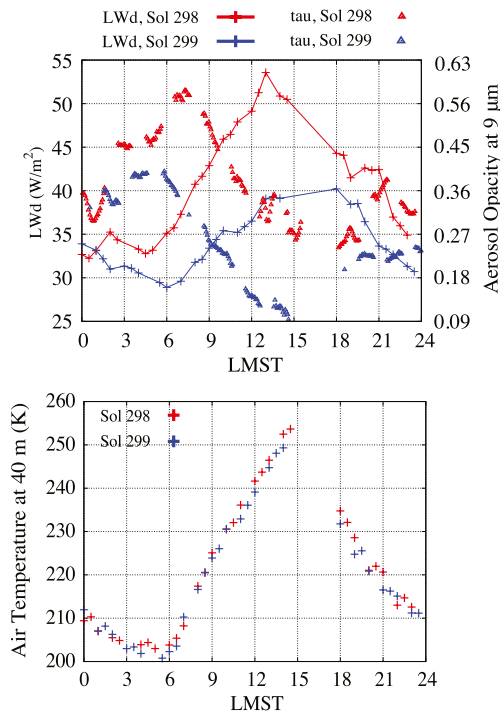 LWd, Sol 298 tau, Sol 298
LWd, Sol 299 tau, Sol 299
55 0.63
50 0.56
45 0.45
40 0.36
35 0.27
30 0.18
25 0.09
0 3 6 9 12 15 18 21 24
LMST
LWd (W/m²)
Aerosol Opacity at 9 μm
260
250
240
230
220
210
200
Sol 298
Sol 299
0 3 6 9 12 15 18 21 24
LMST
Air Temperature at 40 m (K)